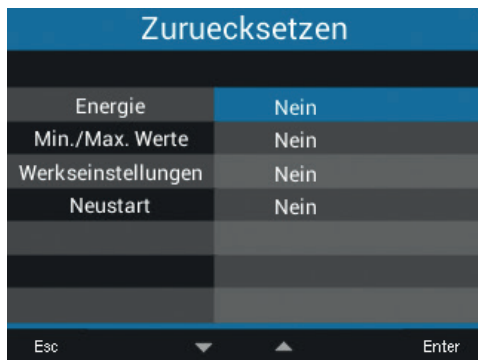 Zuruecksetzen
Energie Nein
Min./Max. Werte Nein
Werkseinstellungen Nein
Neustart Nein
Esc Enter